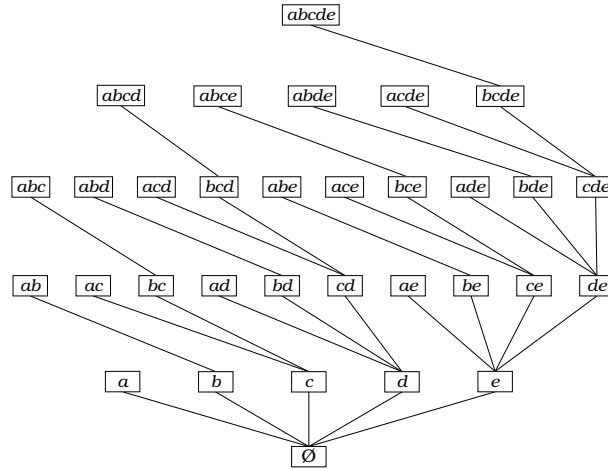 abcde
abcd abce abde acde bcde
abc abd acd bcd abe ace bce ade bde cde
ab ac bc ad bd cd ae be ce de
a b c d e
Ø